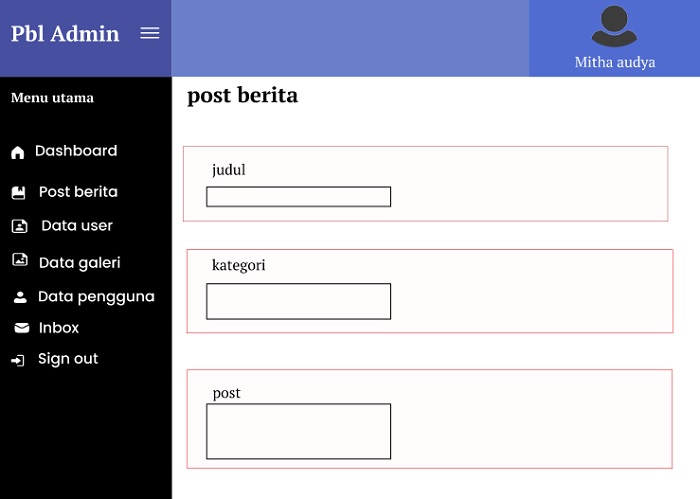 Pbl Admin
Mitha audya
Menu utama
Dashboard
Post berita
Data user
Data galeri
Data pengguna
Inbox
Sign out
post berita
judul
kategori
post